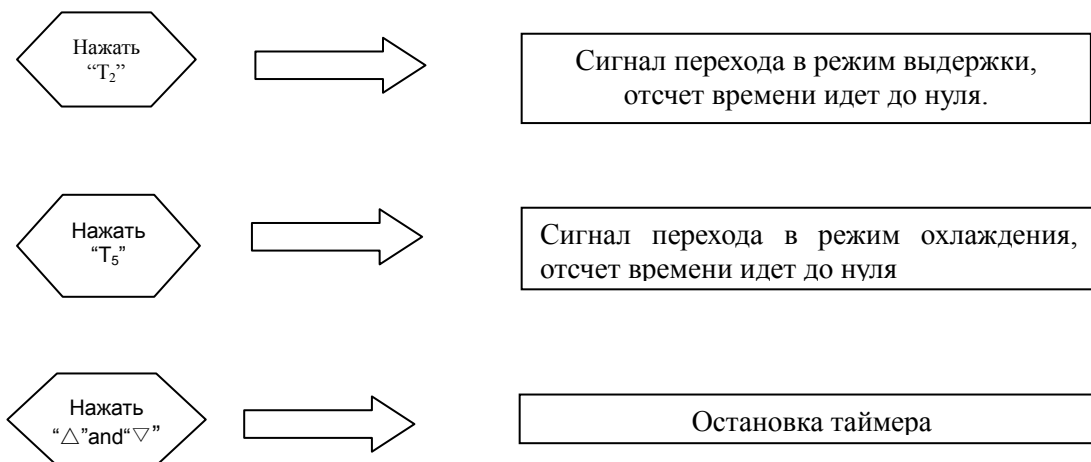 Нажать
“T₂”
Сигнал перехода в режим выдержки,
отсчет времени идет до нуля.
Нажать
“T₅”
Сигнал перехода в режим охлаждения,
отсчет времени идет до нуля
Нажать
“△”and“▽”
Остановка таймера